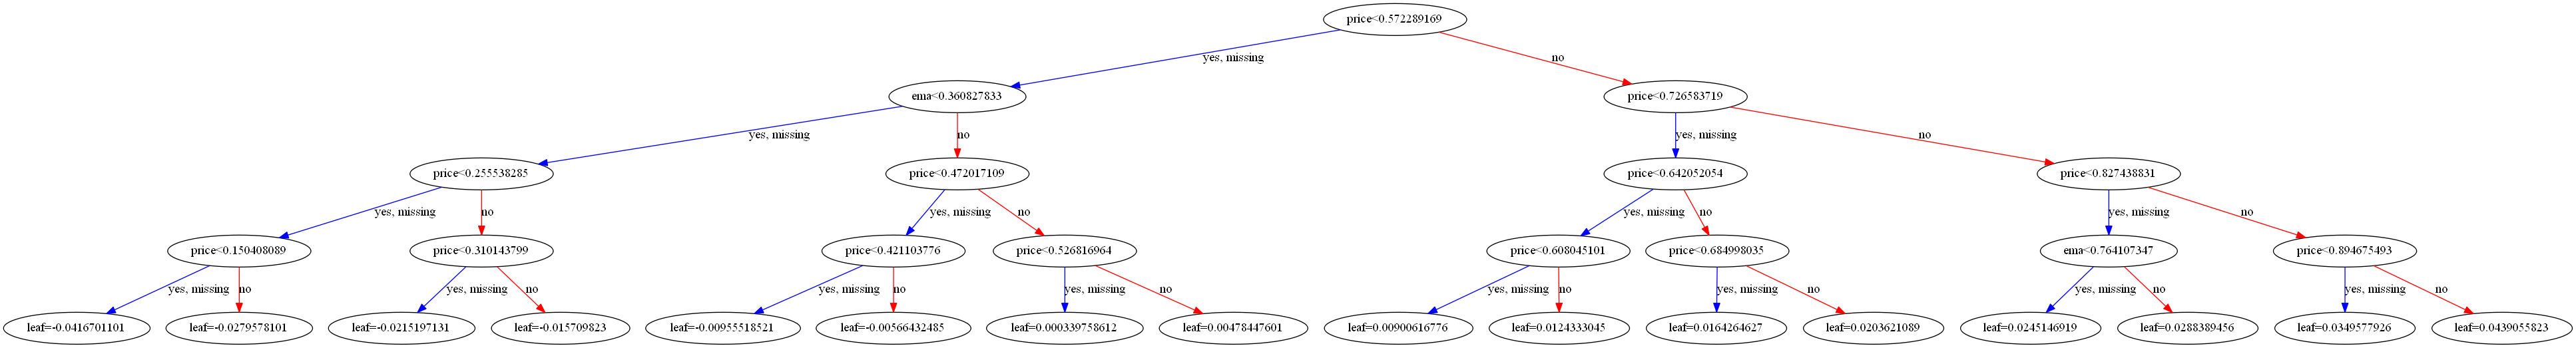 price<0.572289169
yes, missing
no
ema<0.360827833
price<0.726583719
yes, missing
no
yes, missing
no
price<0.255538285
price<0.472017109
price<0.642052054
price<0.827438831
yes, missing
no
yes, missing
no
yes, missing
no
yes, missing
no
price<0.150408089
price<0.310143799
price<0.421103776
price<0.526816964
price<0.608045101
price<0.684998035
ema<0.764107347
price<0.894675493
yes, missing
no
yes, missing
no
yes, missing
no
yes, missing
no
yes, missing
no
yes, missing
no
yes, missing
no
yes, missing
no
leaf=-0.0416701101
leaf=-0.0279578101
leaf=-0.0215197131
leaf=-0.015709823
leaf=-0.00955518521
leaf=-0.00566432485
leaf=0.000339758612
leaf=0.00478447601
leaf=0.00900616776
leaf=0.0124333045
leaf=0.0164264627
leaf=0.0203621089
leaf=0.0245146919
leaf=0.0288389456
leaf=0.0349577926
leaf=0.0439055823